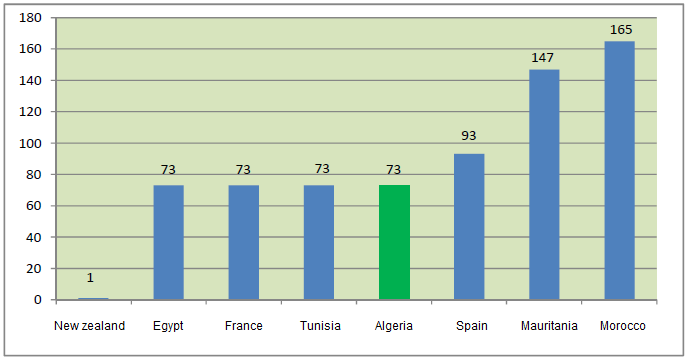 180
160
140
120
100
80
60
40
20
0
1
73
73
73
73
93
147
165
New zealand
Egypt
France
Tunisia
Algeria
Spain
Mauritania
Morocco